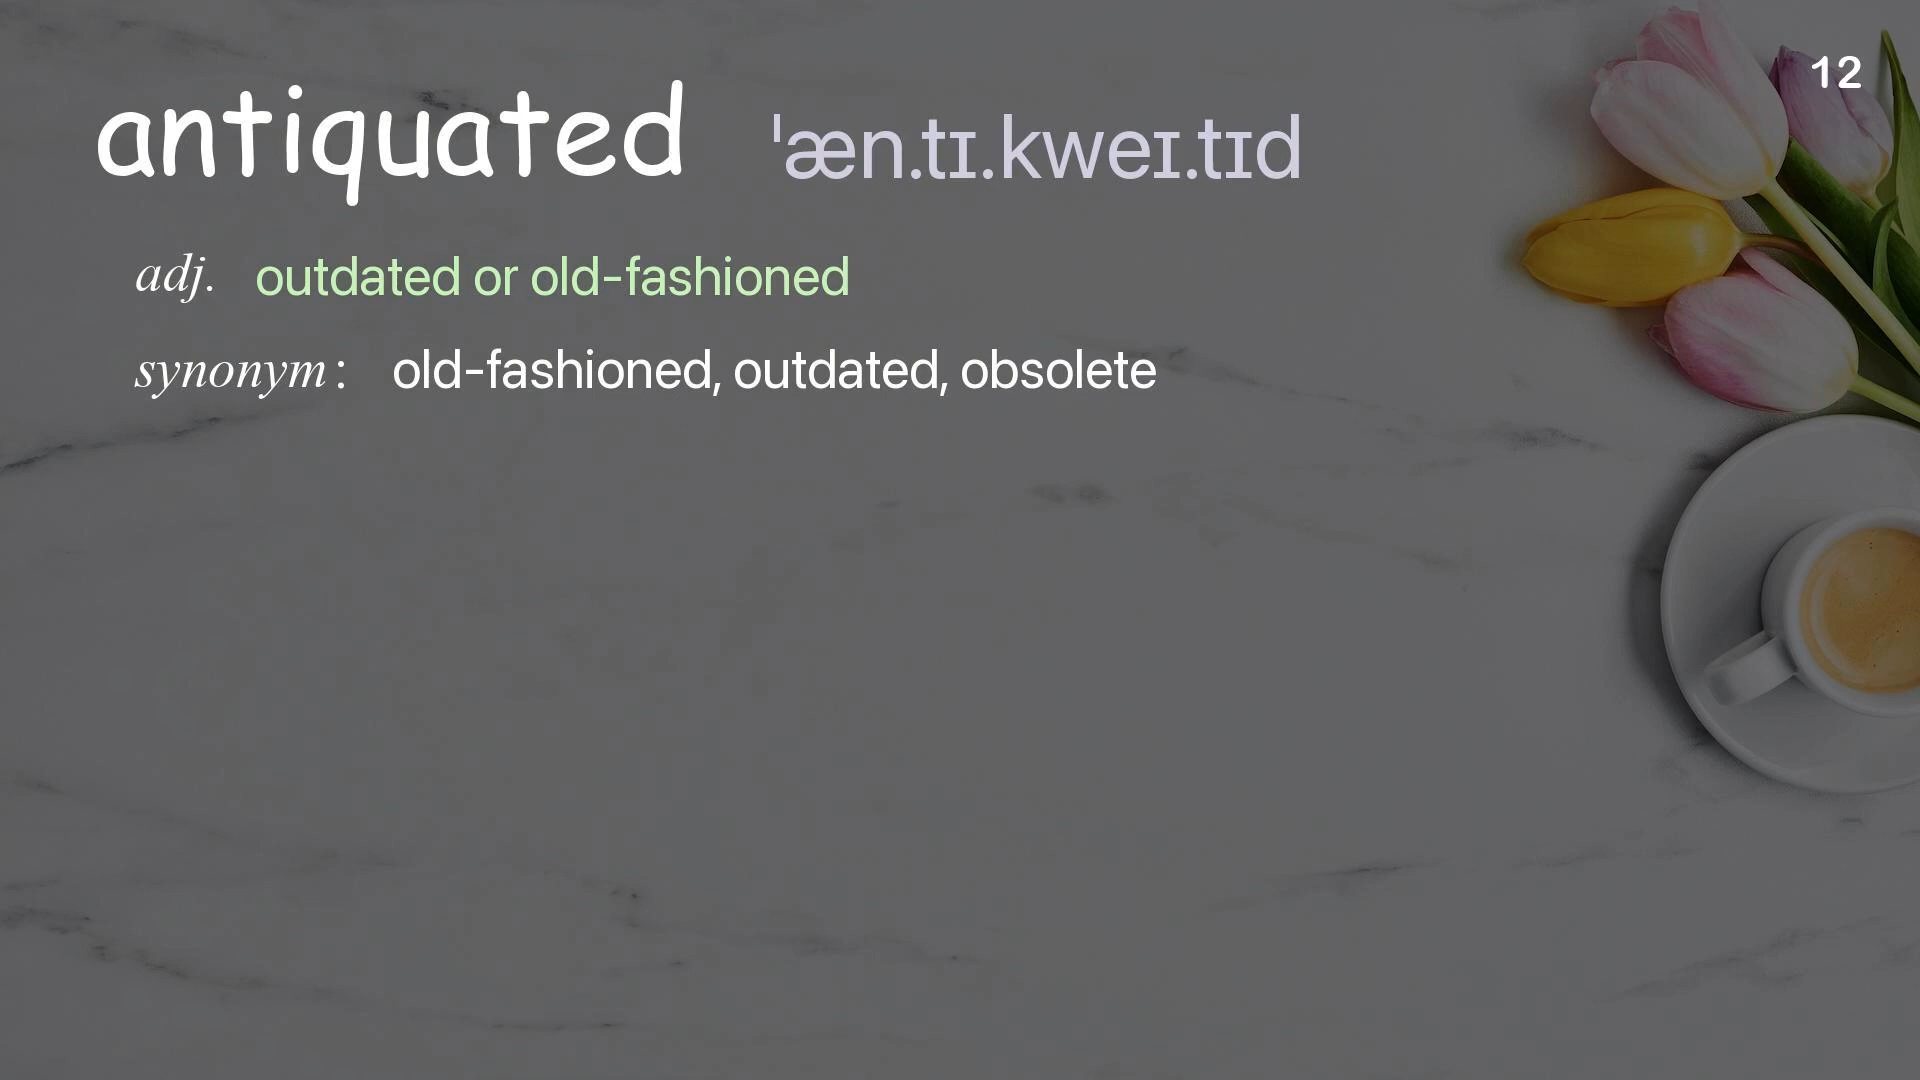 12
antiquated ˈæn.tɪ.kweɪ.tɪd
adj. outdated or old-fashioned
synonym: old-fashioned, outdated, obsolete